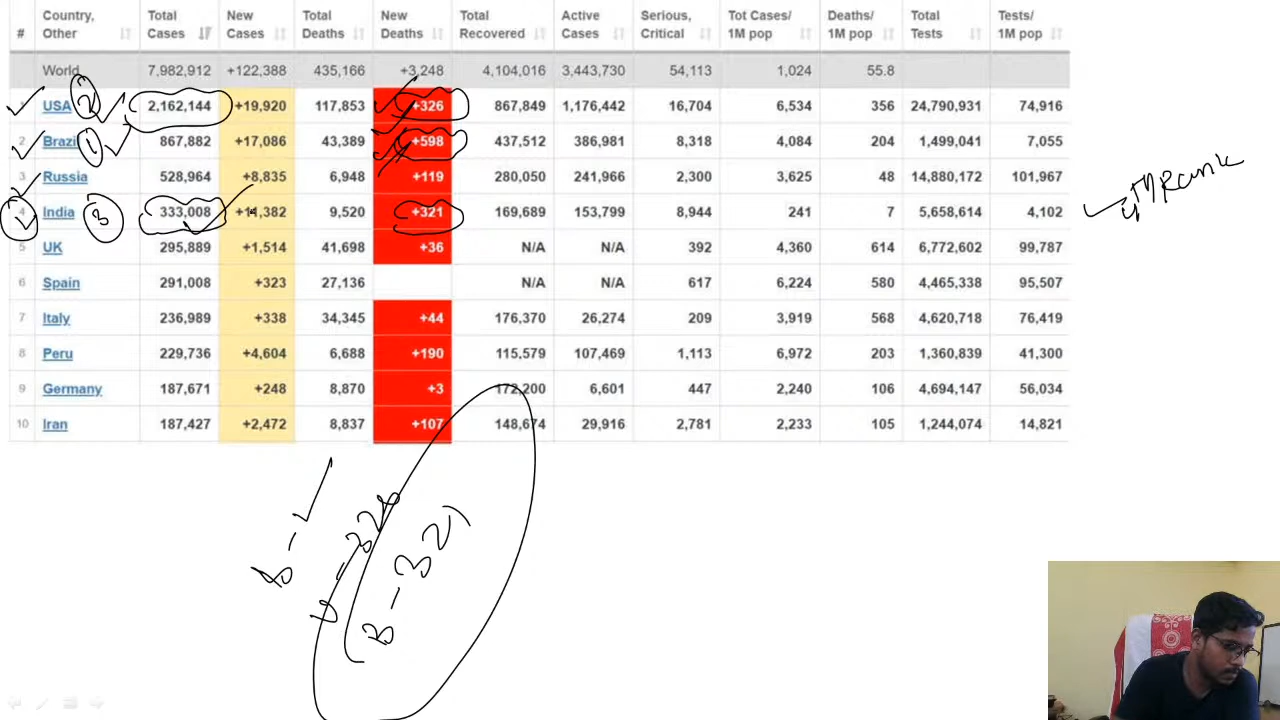 # Country, Other Total Cases New Cases Total Deaths New Deaths Total Recovered Active Cases Serious, Critical Tot Cases/ 1M pop Deaths/ 1M pop Total Tests Tests/ 1M pop
World 7,982,912 +122,388 435,166 +3,248 4,104,016 3,443,730 54,113 1,024 55.8
USA 2 2,162,144 +19,920 117,853 +326 867,849 1,176,442 16,704 6,534 356 24,790,931 74,916
2 Brazil 1 867,882 +17,086 43,389 +598 437,512 386,981 8,318 4,084 204 1,499,041 7,055
3 Russia 528,964 +8,835 6,948 +119 280,050 241,966 2,300 3,625 48 14,880,172 101,967
4 India 3 333,008 +11,382 9,520 +321 169,689 153,799 8,944 241 7 5,658,614 4,102
4th Rank
5 UK 295,889 +1,514 41,698 +36 N/A N/A 392 4,360 614 6,772,602 99,787
6 Spain 291,008 +323 27,136 N/A N/A 617 6,224 580 4,465,338 95,507
7 Italy 236,989 +338 34,345 +44 176,370 26,274 209 3,919 568 4,620,718 76,419
8 Peru 229,736 +4,604 6,688 +190 115,579 107,469 1,113 6,972 203 1,360,839 41,300
9 Germany 187,671 +248 8,870 +3 172,200 6,601 447 2,240 106 4,694,147 56,034
10 Iran 187,427 +2,472 8,837 +107 148,674 29,916 2,781 2,233 105 1,244,074 14,821
U - 326
B - 321